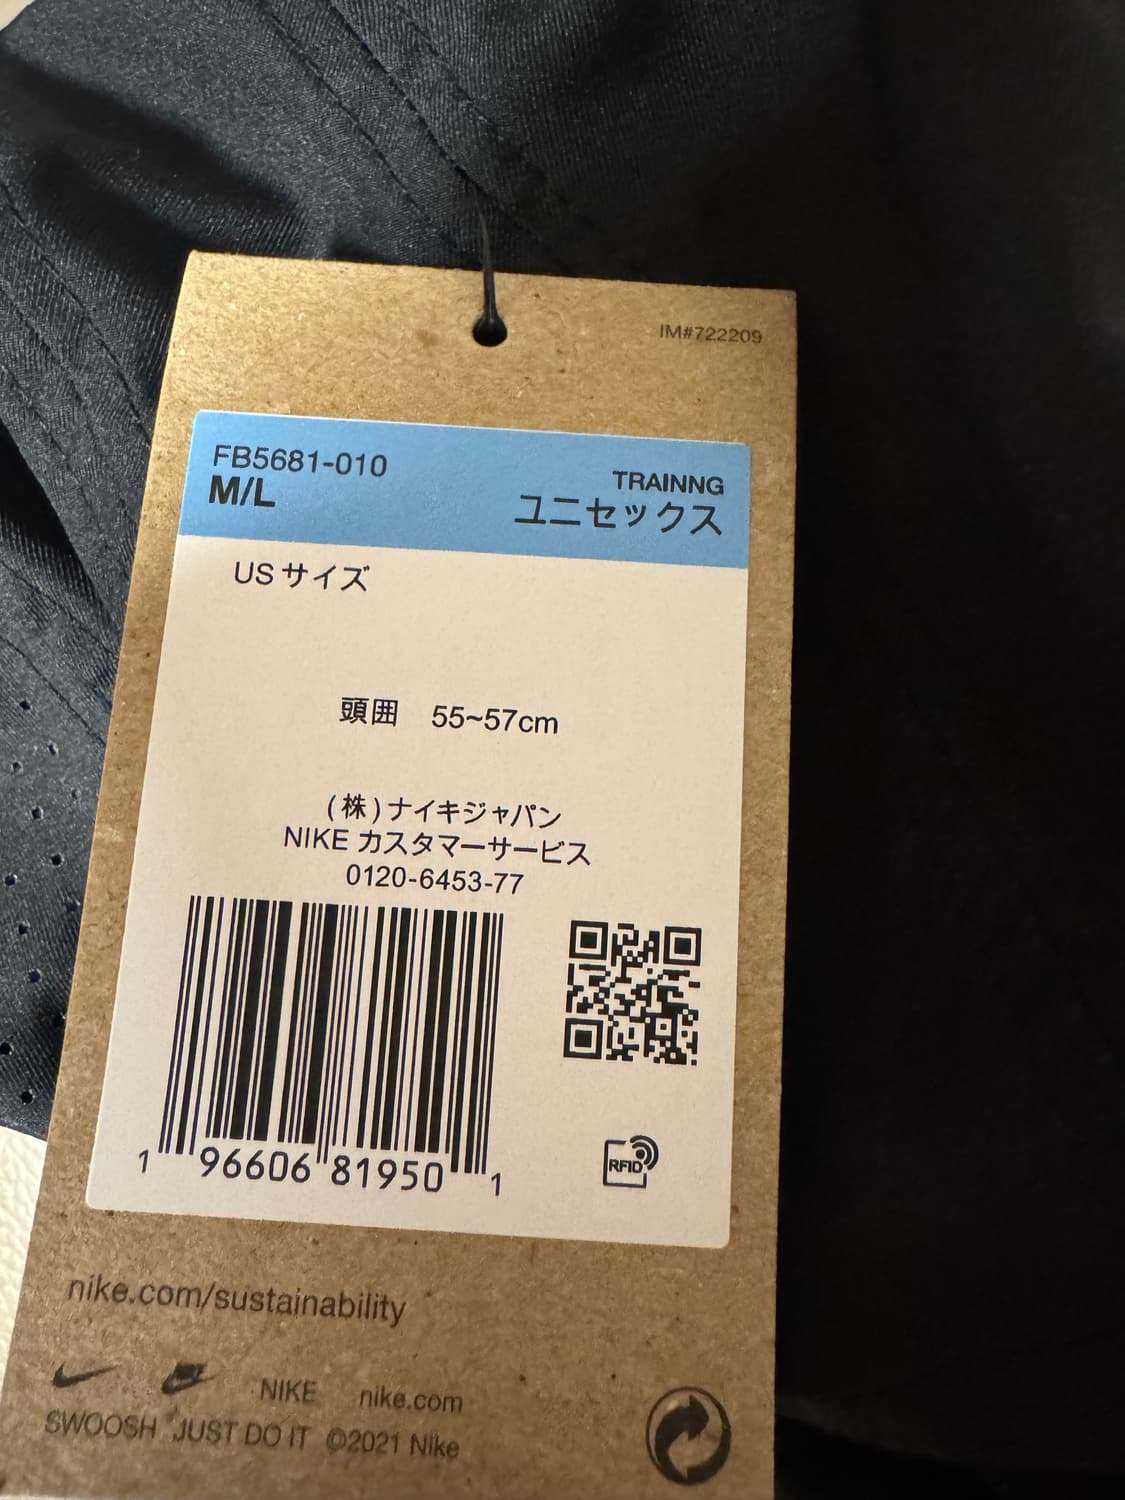 IM#722209
FB5681-010
M/L
TRAINNG
ユニセックス
US サイズ
頭囲 55~57cm
(株)ナイキジャパン
NIKE カスタマーサービス
0120-6453-77
1 96606 81950 1
RFID
nike.com/sustainability
NIKE nike.com
SWOOSH JUST DO IT ©2021 Nike